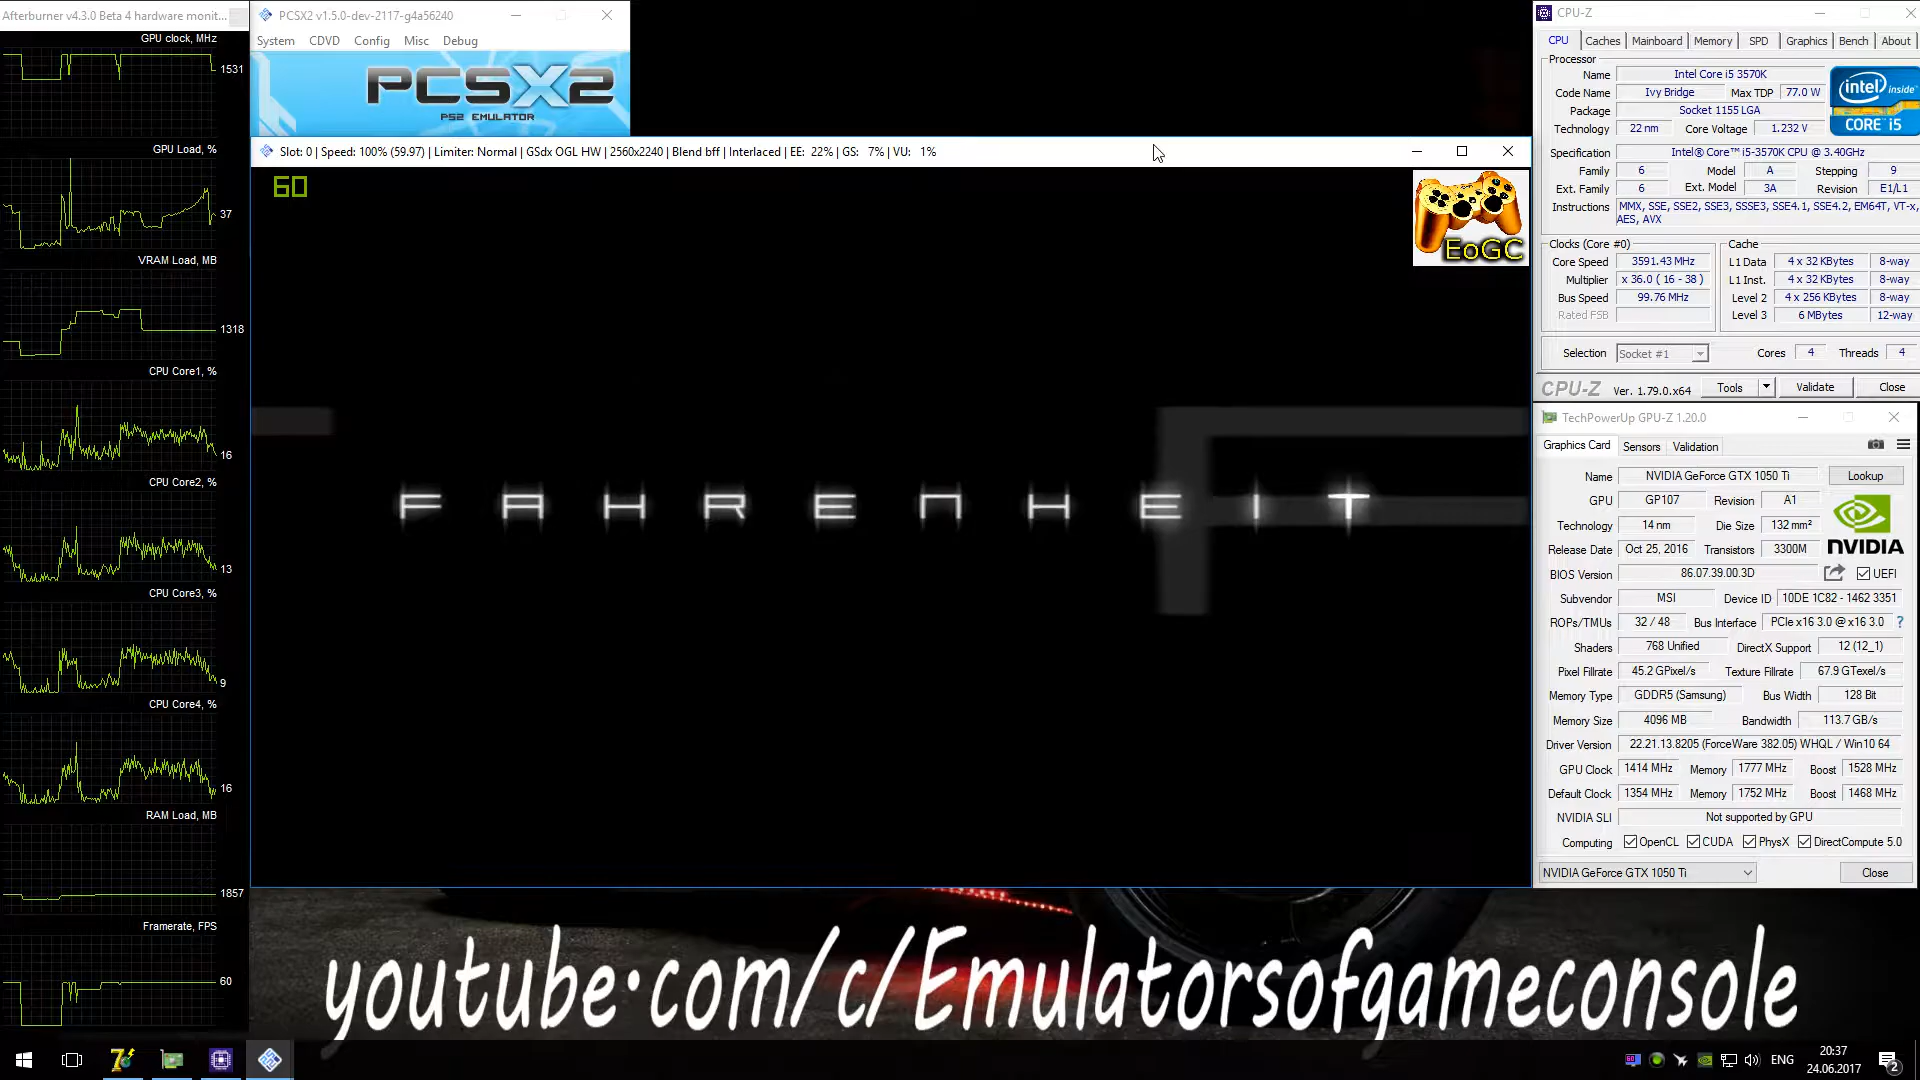 Afterburner v4.3.0 Beta 4 hardware monit...
GPU clock, MHz
1531
GPU Load, %
37
VRAM Load, MB
1318
CPU Core1, %
16
CPU Core2, %
13
CPU Core3, %
9
CPU Core4, %
16
RAM Load, MB
1857
Framerate, FPS
60
PCSX2 v1.5.0-dev-2117-g4a56240
System CDVD Config Misc Debug
PCSX2
PS2 EMULATOR
Slot: 0 | Speed: 100% (59.97) | Limiter: Normal | GSdx OGL HW | 2560x2240 | Blend bff | Interlaced | EE: 22% | GS: 7% | VU: 1%
60
EoGC
FAHRENHEIT
youtube.com/c/Emulatorsofgameconsole
CPU-Z
CPU Caches Mainboard Memory SPD Graphics Bench About
Processor
Name Intel Core i5 3570K
Code Name Ivy Bridge Max TDP 77.0 W
Package Socket 1155 LGA
Technology 22 nm Core Voltage 1.232 V
intel inside
CORE i5
Specification Intel® Core™ i5-3570K CPU @ 3.40GHz
Family 6 Model A Stepping 9
Ext. Family 6 Ext. Model 3A Revision E1/L1
Instructions MMX, SSE, SSE2, SSE3, SSSE3, SSE4.1, SSE4.2, EM64T, VT-x,
AES, AVX
Clocks (Core #0)
Core Speed 3591.43 MHz
Multiplier x 36.0 ( 16 - 38 )
Bus Speed 99.76 MHz
Rated FSB
Cache
L1 Data 4 x 32 KBytes 8-way
L1 Inst. 4 x 32 KBytes 8-way
Level 2 4 x 256 KBytes 8-way
Level 3 6 MBytes 12-way
Selection Socket #1 Cores 4 Threads 4
CPU-Z Ver. 1.79.0.x64 Tools Validate Close
TechPowerUp GPU-Z 1.20.0
Graphics Card Sensors Validation
Name NVIDIA GeForce GTX 1050 Ti Lookup
GPU GP107 Revision A1
Technology 14 nm Die Size 132 mm²
Release Date Oct 25, 2016 Transistors 3300M
NVIDIA
BIOS Version 86.07.39.00.3D UEFI
Subvendor MSI Device ID 10DE 1C82 - 1462 3351
ROPs/TMUs 32 / 48 Bus Interface PCIe x16 3.0 @ x16 3.0 ?
Shaders 768 Unified DirectX Support 12 (12_1)
Pixel Fillrate 45.2 GPixel/s Texture Fillrate 67.9 GTexel/s
Memory Type GDDR5 (Samsung) Bus Width 128 Bit
Memory Size 4096 MB Bandwidth 113.7 GB/s
Driver Version 22.21.13.8205 (ForceWare 382.05) WHQL / Win10 64
GPU Clock 1414 MHz Memory 1777 MHz Boost 1528 MHz
Default Clock 1354 MHz Memory 1752 MHz Boost 1468 MHz
NVIDIA SLI Not supported by GPU
Computing OpenCL CUDA PhysX DirectCompute 5.0
NVIDIA GeForce GTX 1050 Ti Close
ENG
20:37
24.06.2017
2